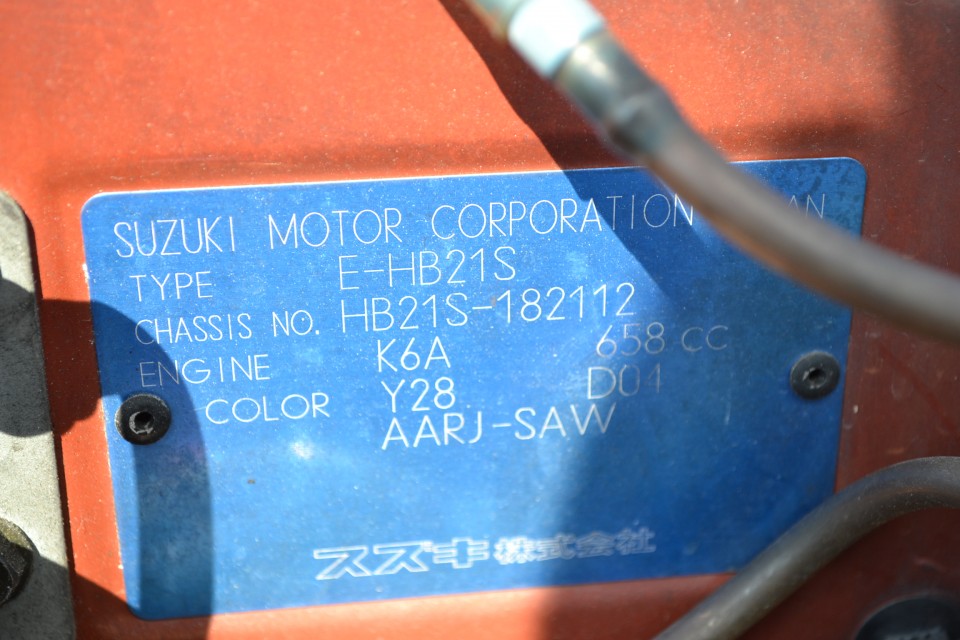 SUZUKI MOTOR CORPORATION
TYPE E-HB21S
CHASSIS NO. HB21S-182112
ENGINE K6A 658 CC
COLOR Y28 D04
AARJ-SAW
スズキ株式会社